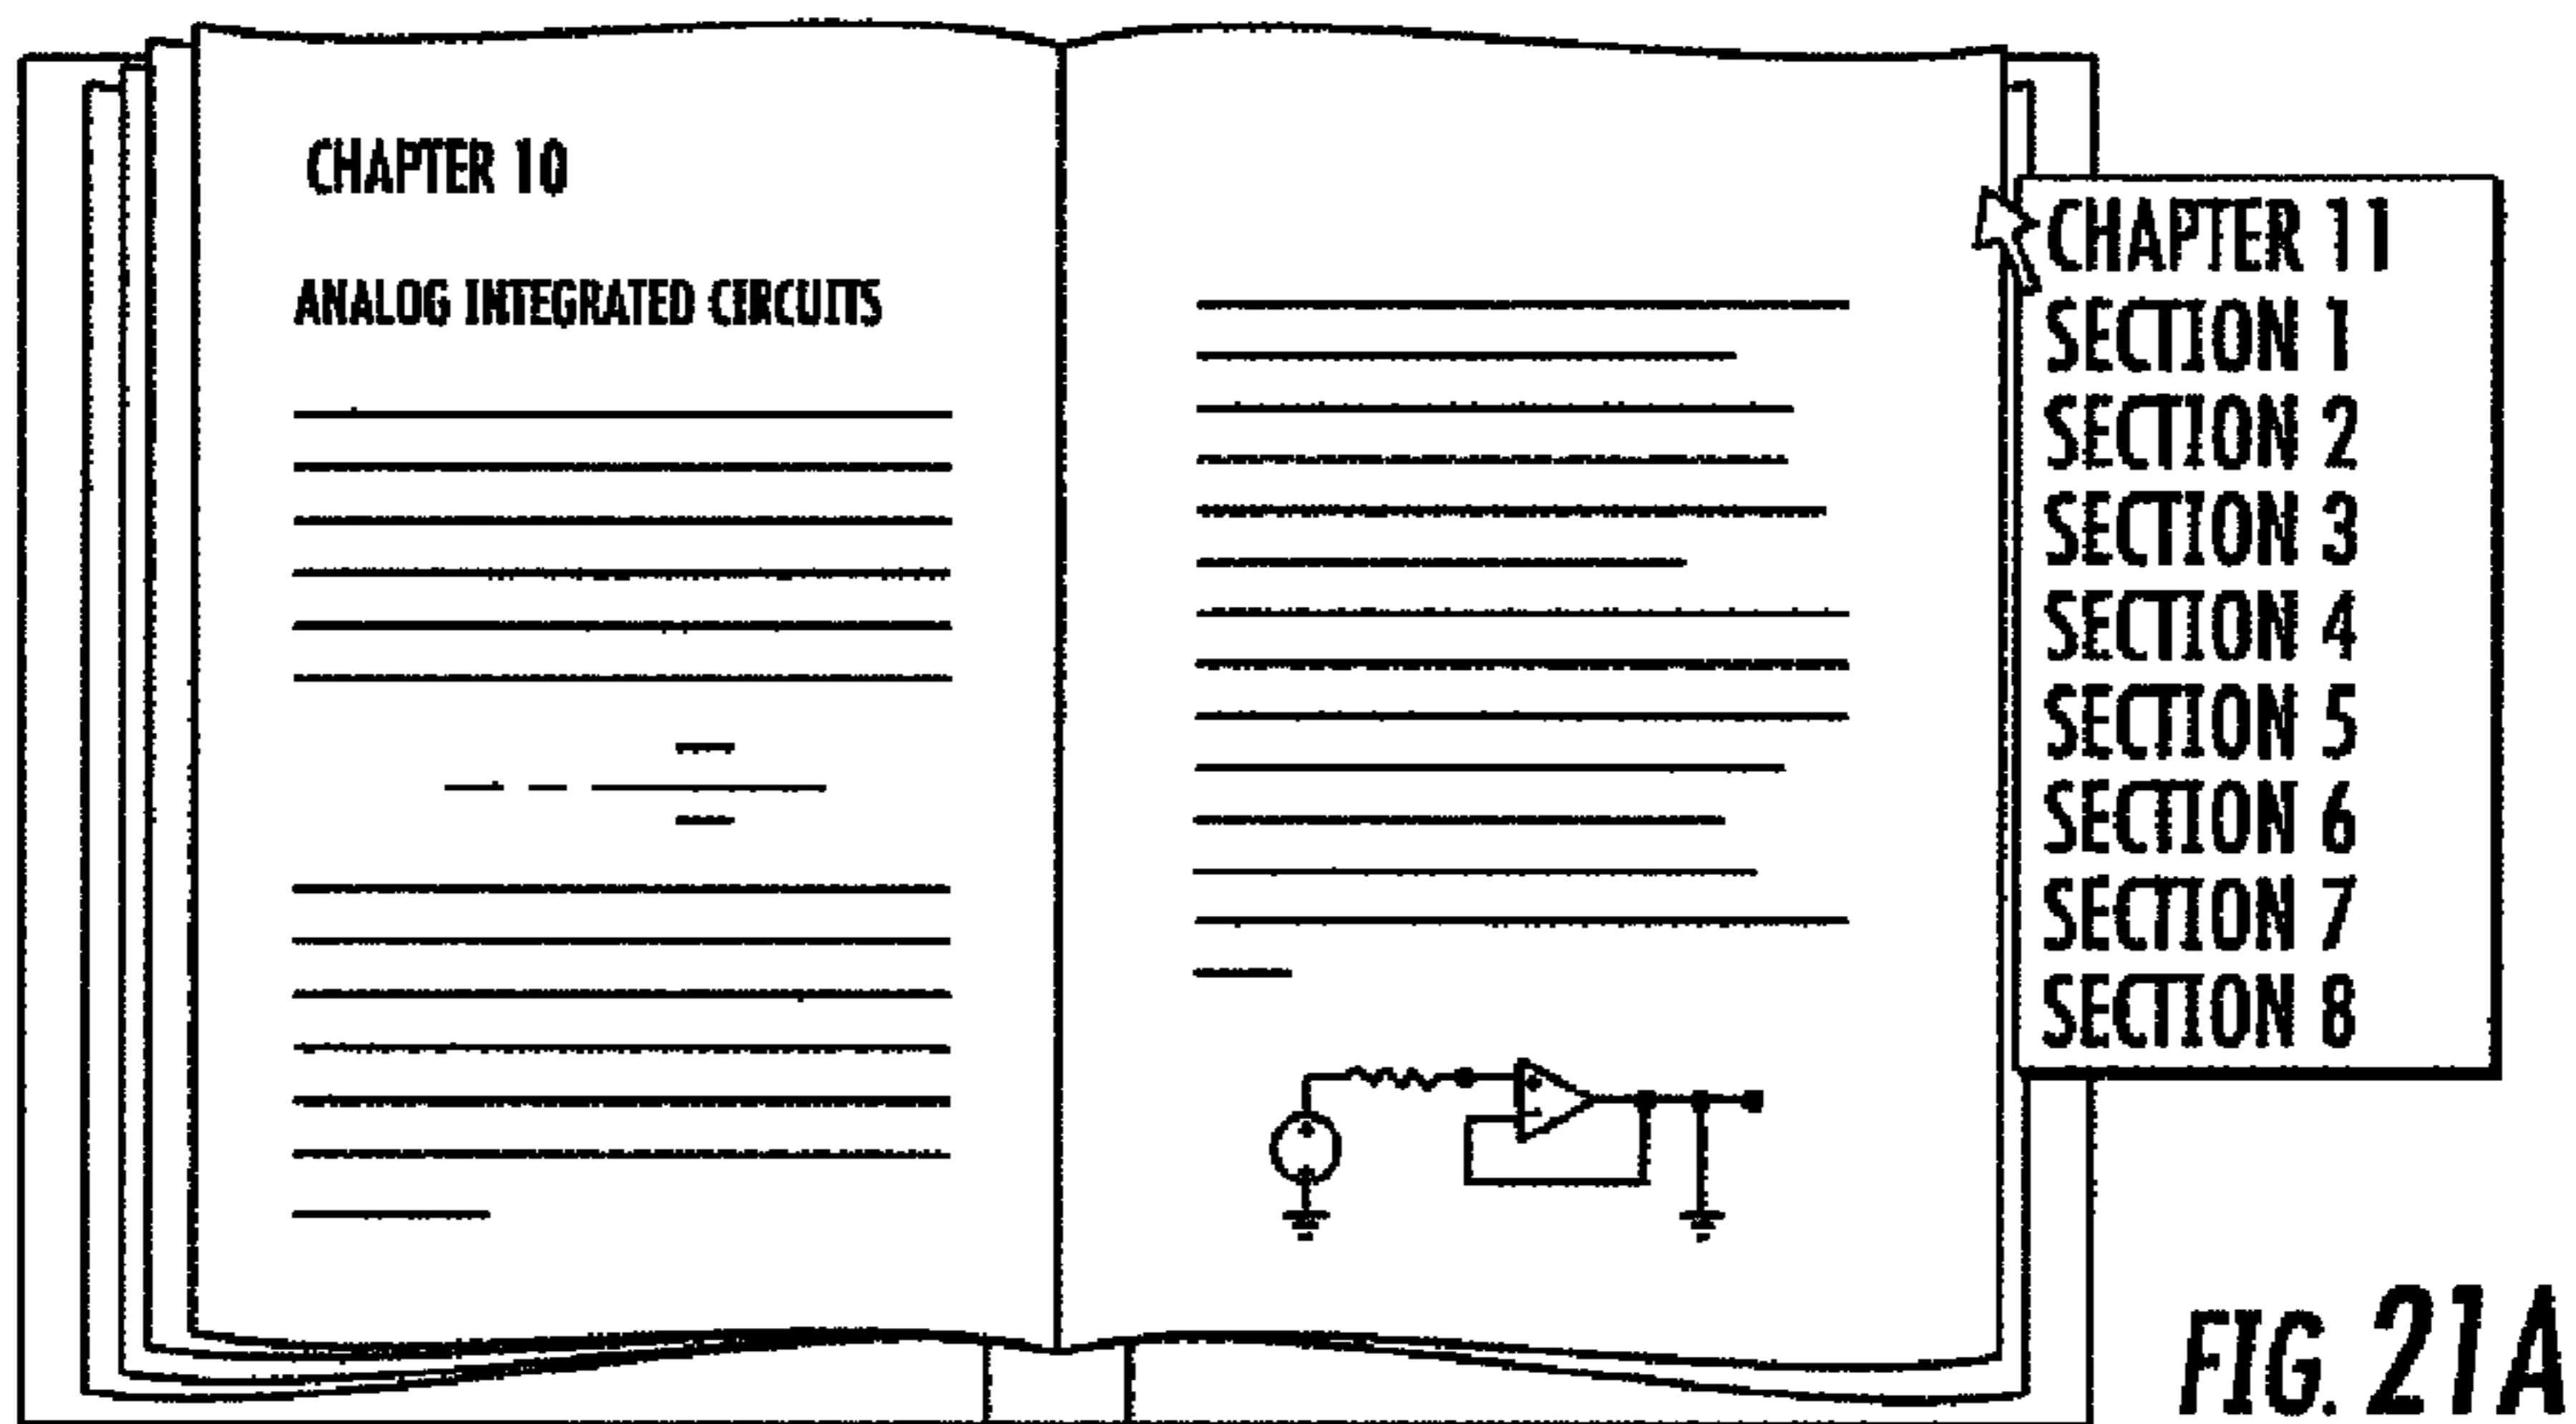 CHAPTER 10
ANALOG INTEGRATED CIRCUITS
CHAPTER 11
SECTION 1
SECTION 2
SECTION 3
SECTION 4
SECTION 5
SECTION 6
SECTION 7
SECTION 8
FIG. 21A